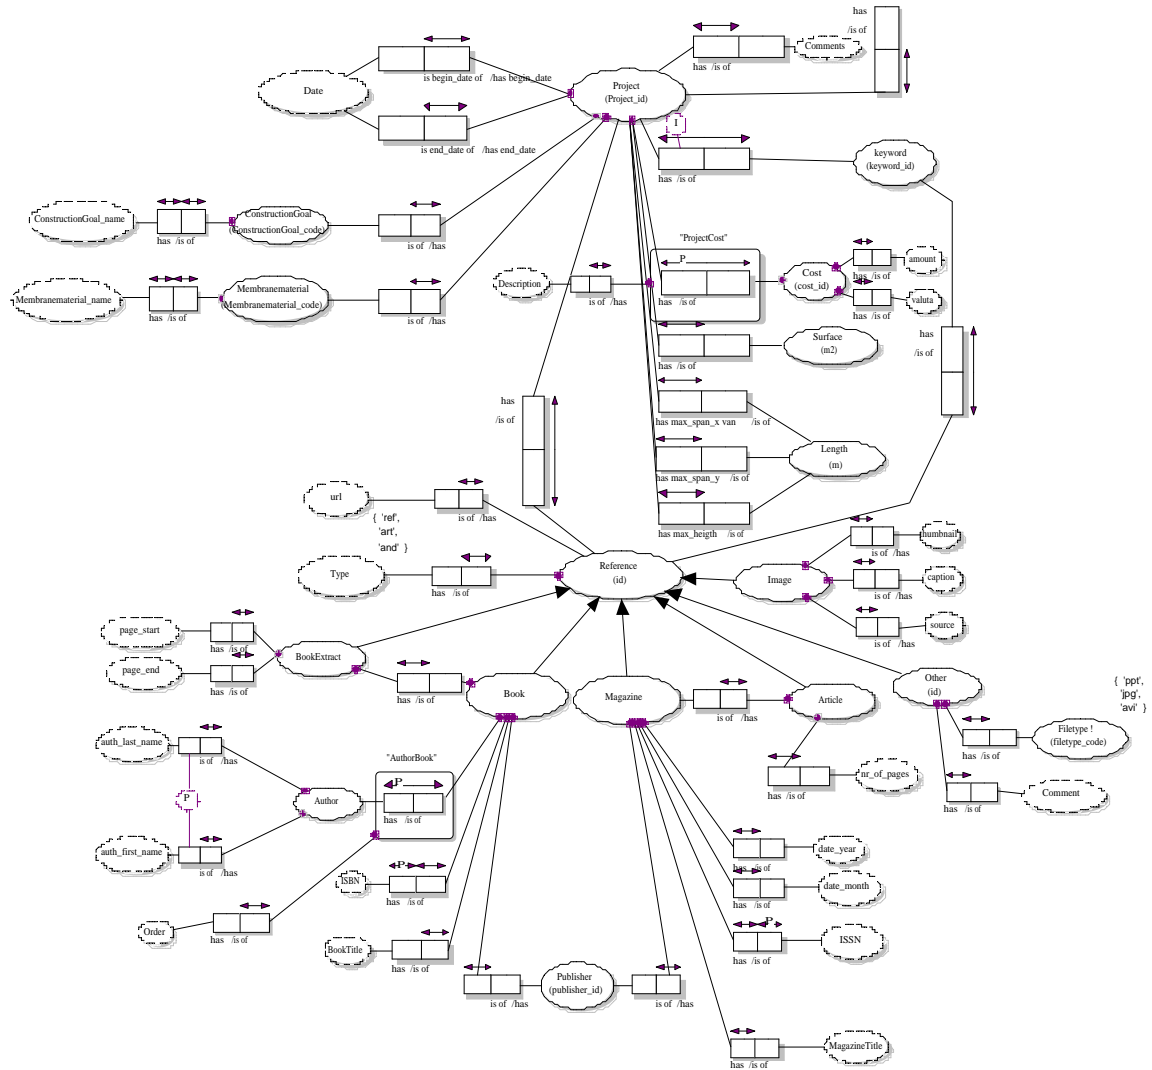 has
/is of
Comments
has /is of
Date
is begin_date of /has begin_date
Project
(Project_id)
I
is end_date of /has end_date
has /is of
keyword
(keyword_id)
ConstructionGoal_name
has /is of
ConstructionGoal
(ConstructionGoal_code)
is of /has
"ProjectCost"
P
Description
is of /has
has /is of
Cost
(cost_id)
has /is of
amount
has /is of
valuta
Membranematerial_name
has /is of
Membranematerial
(Membranematerial_code)
is of /has
has /is of
Surface
(m2)
has
/is of
has
/is of
has max_span_x van /is of
has max_span_y /is of
Length
(m)
has max_heigth /is of
url
is of /has
{ 'ref',
'art',
'and' }
Type
has /is of
Reference
(id)
Image
is of /has
humbnail
is of /has
caption
is of /has
source
page_start
is of /has
page_end
is of /has
BookExtract
has /is of
Book
Magazine
is of /has
Article
Other
(id)
{ 'ppt',
'jpg',
'avi' }
has /is of
Filetype !
(filetype_code)
has /is of
Comment
has /is of
nr_of_pages
auth_last_name
is of /has
P
Author
"AuthorBook"
P
has /is of
auth_first_name
is of /has
Order
has /is of
ISBN
P
has /is of
BookTitle
has /is of
is of /has
Publisher
(publisher_id)
is of /has
has /is of
date_year
has /is of
date_month
P
has /is of
ISSN
has /is of
MagazineTitle